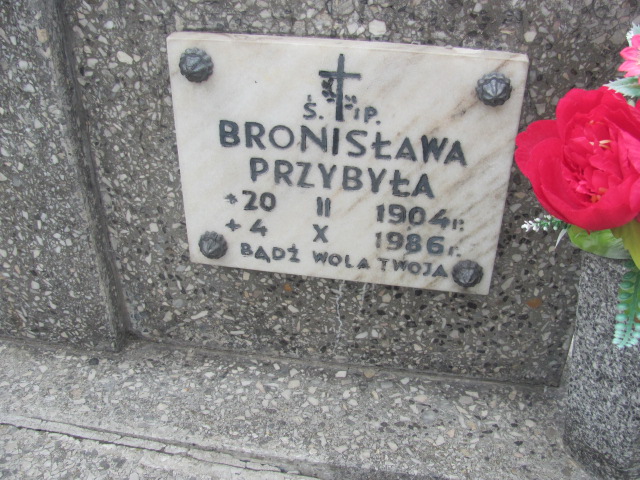 Ś. † P.
BRONISŁAWA
PRZYBYŁA
* 20 II 1904 r.
+ 4 X 1986 r.
BĄDŹ WOLA TWOJA